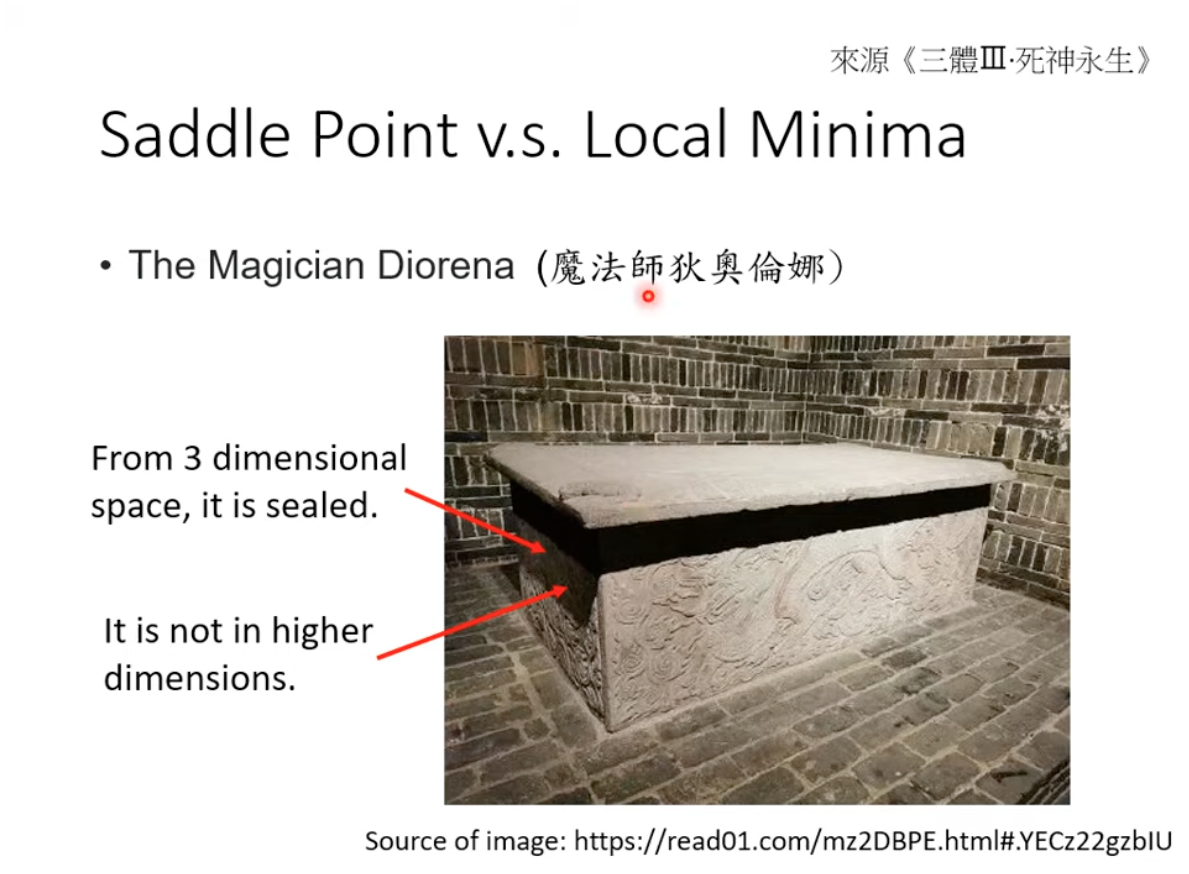 來源《三體Ⅲ·死神永生》
Saddle Point v.s. Local Minima
• The Magician Diorena (魔法師狄奧倫娜)
From 3 dimensional
space, it is sealed.
It is not in higher
dimensions.
Source of image: https://read01.com/mz2DBPE.html#.YECz22gzbIU